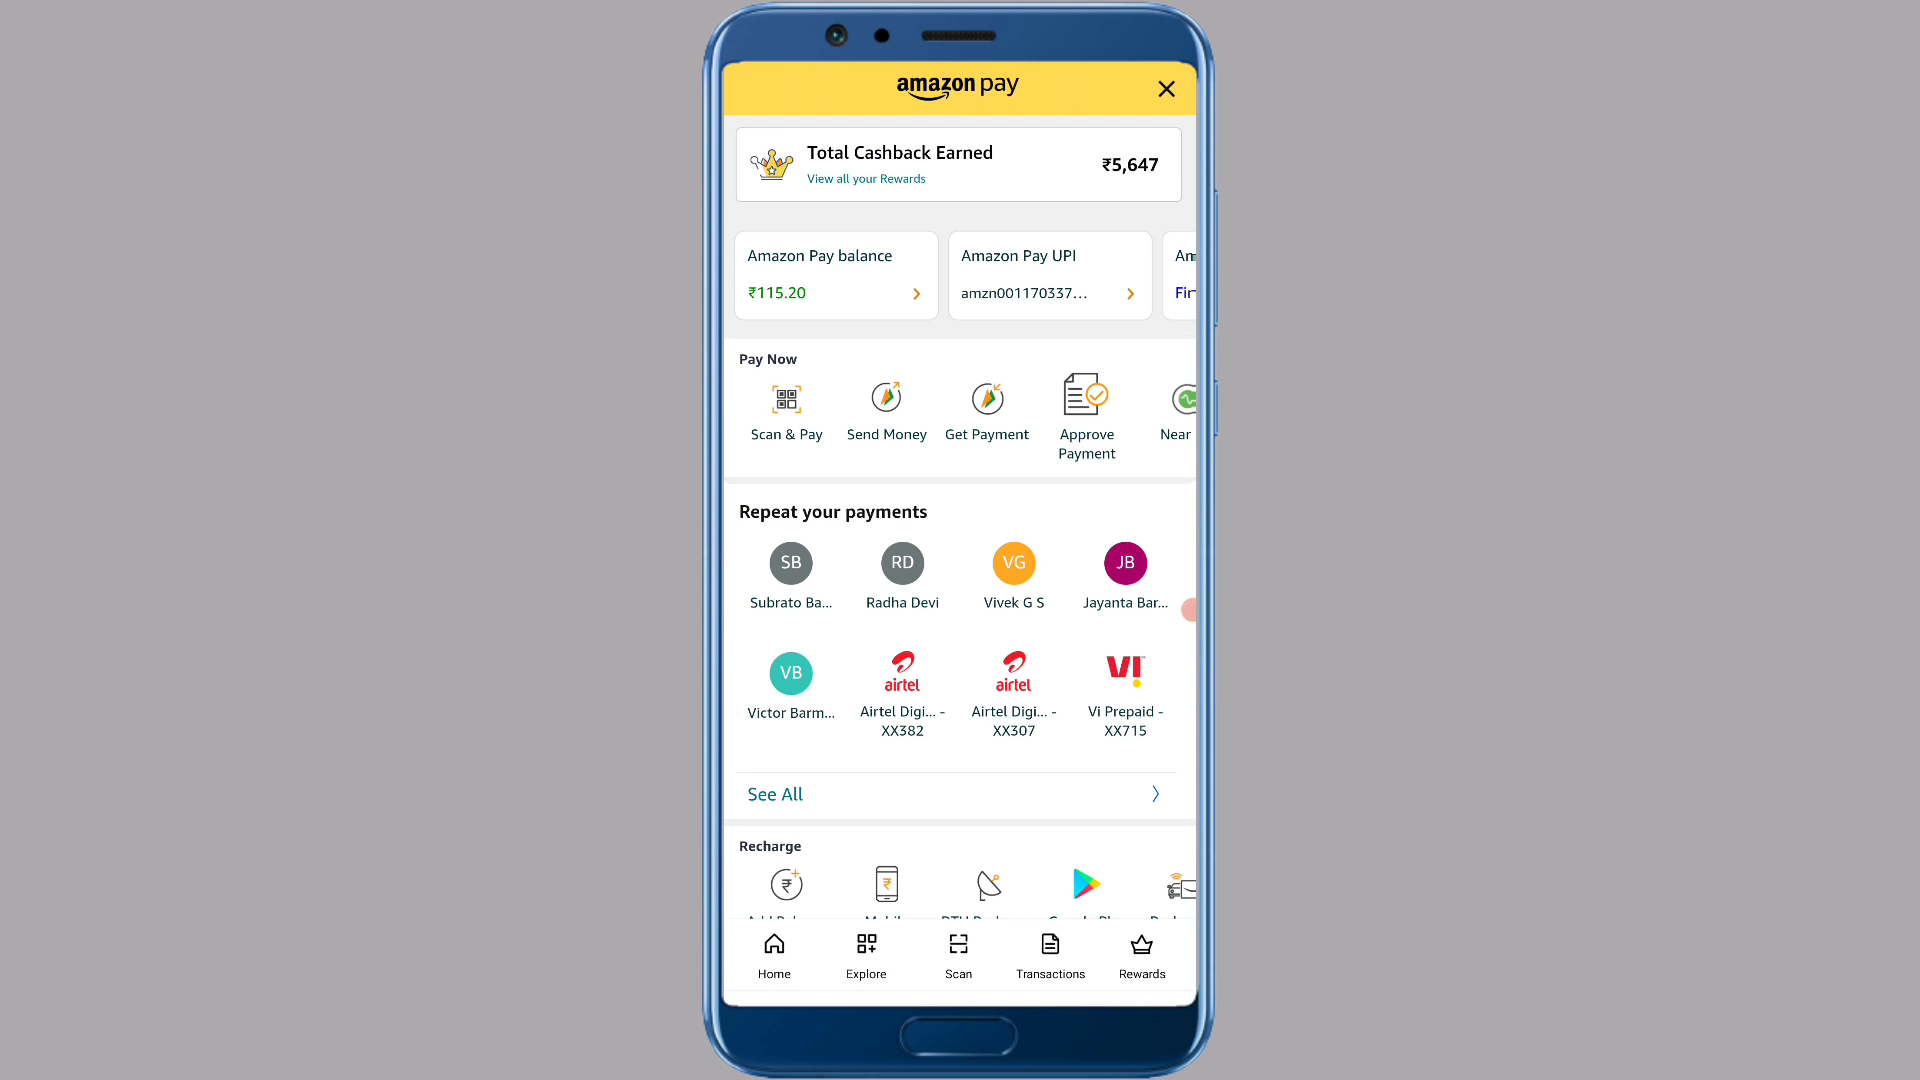 amazon pay
Total Cashback Earned
View all your Rewards
₹5,647
Amazon Pay balance
₹115.20
Amazon Pay UPI
amzn001170337...
Am
Fir
Pay Now
Scan & Pay
Send Money
Get Payment
Approve
Payment
Near
Repeat your payments
SB
RD
VG
JB
Subrato Ba...
Radha Devi
Vivek G S
Jayanta Bar...
VB
airtel
airtel
VI
Victor Barm...
Airtel Digi... -
XX382
Airtel Digi... -
XX307
Vi Prepaid -
XX715
See All
Recharge
Home
Explore
Scan
Transactions
Rewards